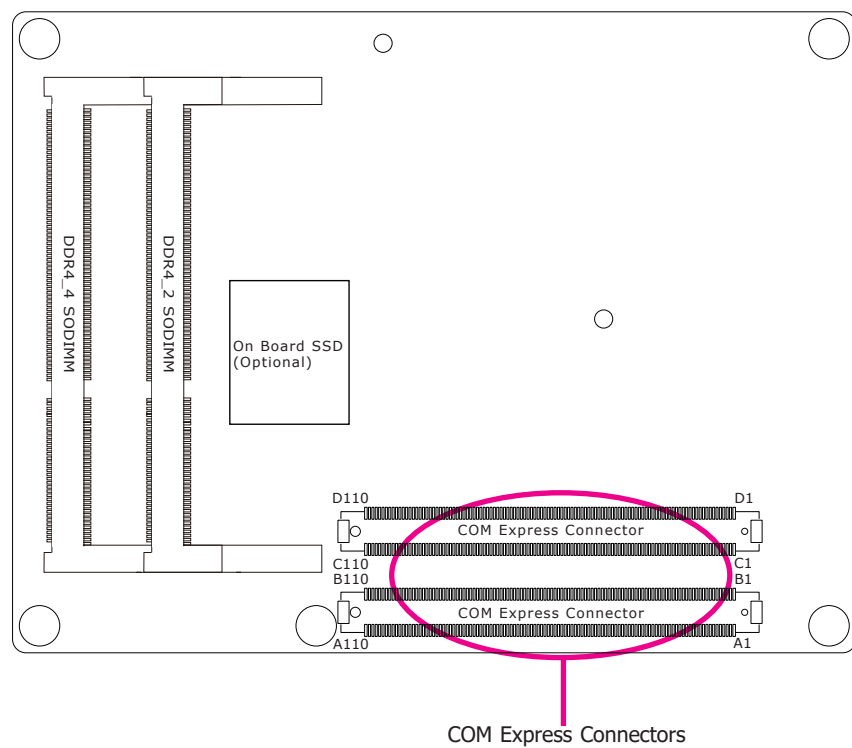 DDR4_4 SODIMM
DDR4_2 SODIMM
On Board SSD
(Optional)
D110
D1
COM Express Connector
C110
C1
B110
B1
COM Express Connector
A110
A1
COM Express Connectors